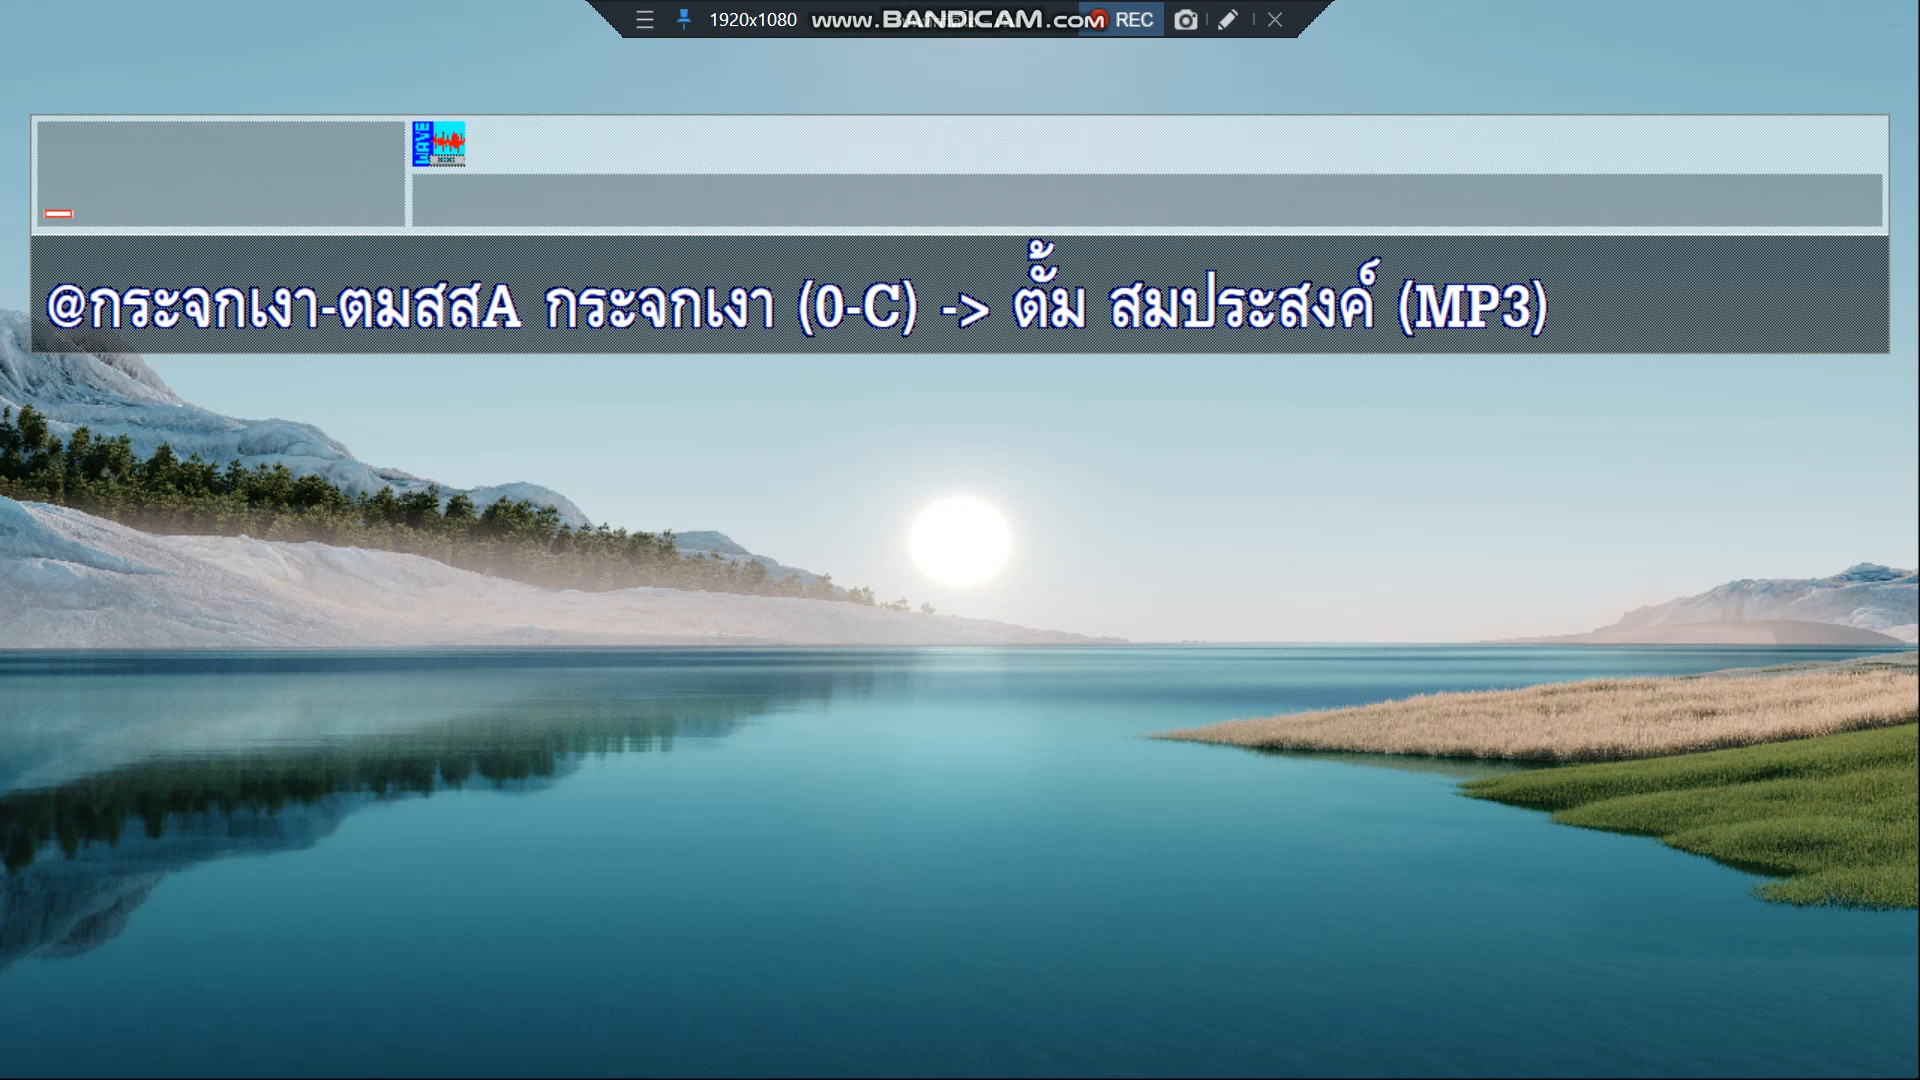 1920x1080 www.BANDICAM.com REC
WAVE
@กระจกเงา-ตมสสA กระจกเงา (0-C) -> ตั้ม สมประสงค์ (MP3)